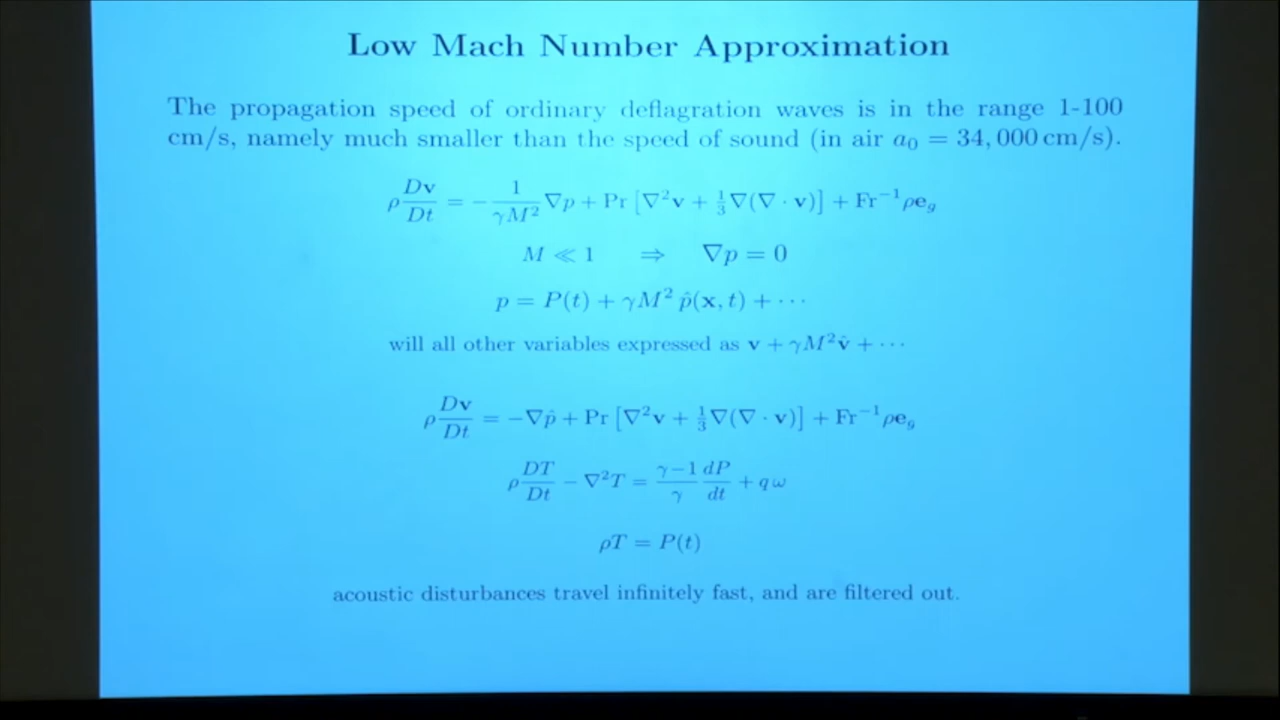 Low Mach Number Approximation
The propagation speed of ordinary deflagration waves is in the range 1-100
cm/s, namely much smaller than the speed of sound (in air a₀ = 34,000 cm/s).
ρ Dv/Dt = − 1/(γM²) ∇p + Pr [∇²v + ⅓∇(∇ · v)] + Fr⁻¹ρe_g
M ≪ 1 ⇒ ∇p = 0
p = P(t) + γM² p̂(x, t) + ···
will all other variables expressed as v + γM²v̂ + ···
ρ Dv/Dt = −∇p̂ + Pr [∇²v + ⅓∇(∇ · v)] + Fr⁻¹ρe_g
ρ DT/Dt − ∇²T = (γ−1)/γ dP/dt + qω
ρT = P(t)
acoustic disturbances travel infinitely fast, and are filtered out.